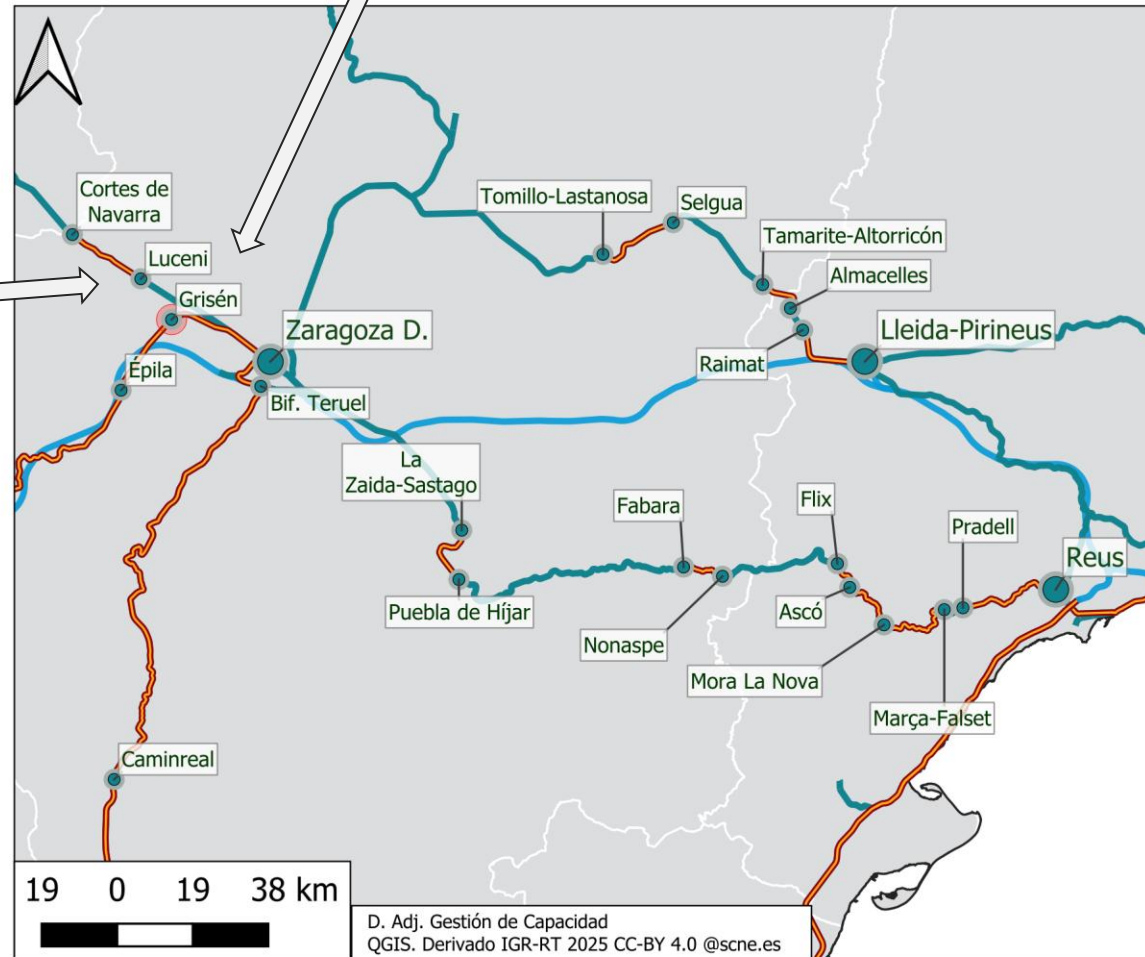 Cortes de
Navarra
Luceni
Grisén
Zaragoza D.
Épila
Bif. Teruel
Tomillo-Lastanosa
Selgua
Tamarite-Altorricón
Almacelles
Raimat
Lleida-Pirineus
La
Zaida-Sastago
Puebla de Híjar
Fabara
Nonaspe
Flix
Ascó
Mora La Nova
Pradell
Reus
Marça-Falset
Caminreal
19 0 19 38 km
D. Adj. Gestión de Capacidad
QGIS. Derivado IGR-RT 2025 CC-BY 4.0 @scne.es